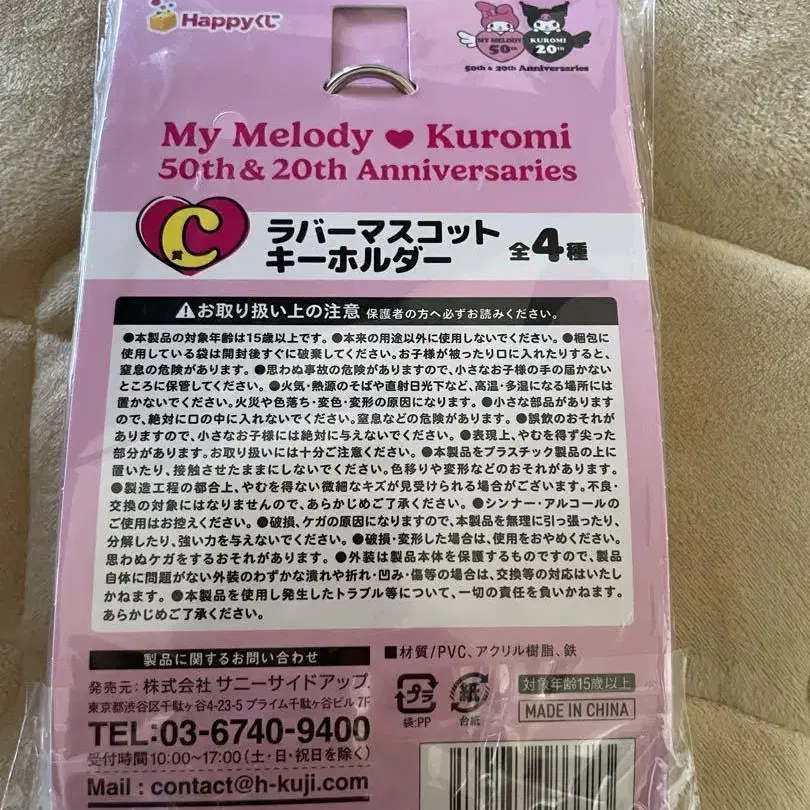 Happyくじ
MY MELODY 50th KUROMI 20th
50th & 20th Anniversaries
My Melody ♥ Kuromi
50th & 20th Anniversaries
C賞
ラバーマスコット
キーホルダー 全4種
⚠お取り扱い上の注意 保護者の方へ必ずお読みください。
●本製品の対象年齢は15歳以上です。●本来の用途以外に使用しないでください。●梱包に
使用している袋は開封後すぐに破棄してください。お子様が被ったり口に入れたりすると、
窒息の危険があります。●思わぬ事故の危険がありますので、小さなお子様の手の届かない
ところに保管してください。●火気・熱源のそばや直射日光下など、高温・多湿になる場所には
置かないでください。火災や色落ち・変色・変形の原因になります。●小さな部品があります
ので、絶対に口の中に入れないでください。窒息などの危険があります。●誤飲のおそれが
ありますので、小さなお子様には絶対に与えないでください。●表現上、やむを得ず尖った
部分があります。お取り扱いには十分ご注意ください。●本製品をプラスチック製品の上に
置いたり、接触させたままにしないでください。色移りや変形などのおそれがあります。
●製造工程の都合上、やむを得ない微細なキズが見受けられる場合がございます。不良・
交換の対象にはなりませんので、あらかじめご了承ください。●シンナー・アルコールの
ご使用はお控えください。●破損、ケガの原因になりますので、本製品を無理に引っ張ったり、
分解したり、強い力を与えないでください。●破損・変形した場合は、使用をおやめください。
思わぬケガをするおそれがあります。●外装は製品本体を保護するものですので、製品
自体に問題がない外装のわずかな潰れや折れ・凹み・傷等の場合は、交換等の対応はいたし
かねます。●本製品を使用し発生したトラブル等について、一切の責任を負いかねます。
あらかじめご了承ください。
製品に関するお問い合わせ
発売元:株式会社 サニーサイドアップ
東京都渋谷区千駄ヶ谷4-23-5 プライム千駄ヶ谷ビル 7F
TEL:03-6740-9400
受付時間10:00~17:00(土・日・祝日を除く)
Mail : contact@h-kuji.com
■材質/PVC、アクリル樹脂、鉄
プラ
袋:PP
紙
台紙
対象年齢15歳以上
MADE IN CHINA